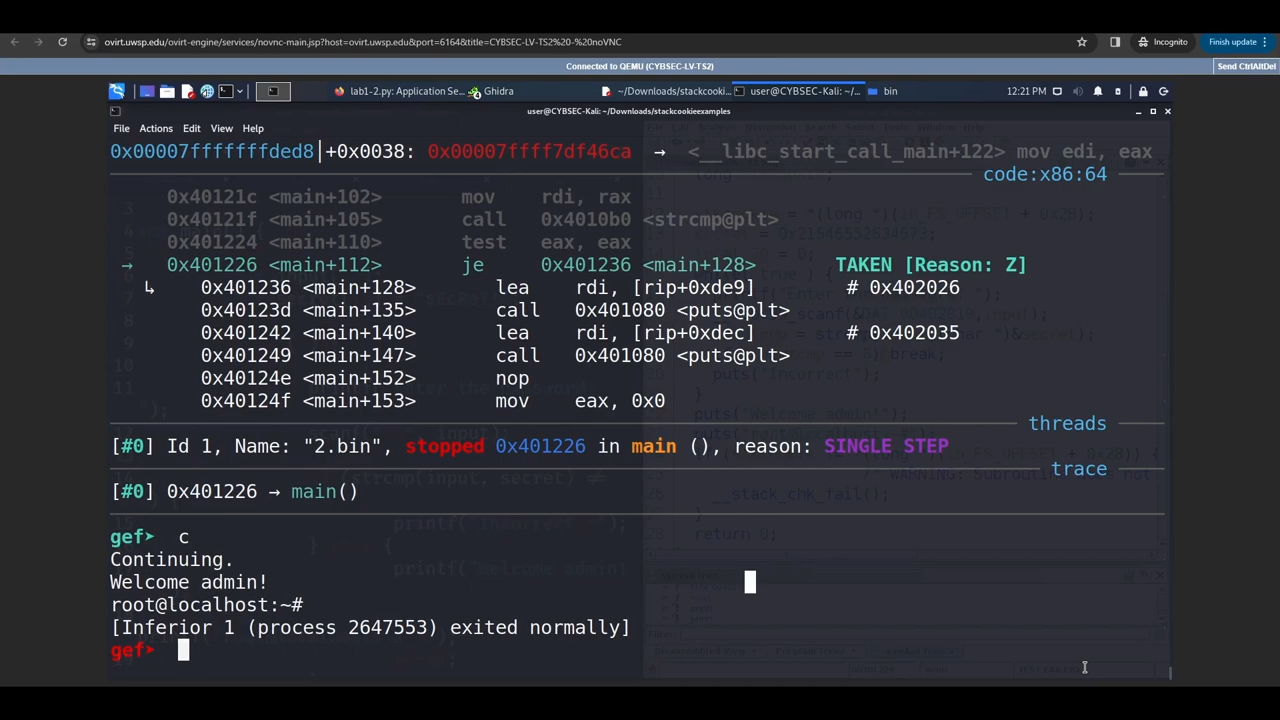 ovirt.uwsp.edu/ovirt-engine/services/novnc-main.jsp?host=ovirt.uwsp.edu&port=6164&title=CYBSEC-LV-TS2%20-%20noVNC
Incognito
Finish update
Connected to QEMU (CYBSEC-LV-TS2)
Send CtrlAltDel
lab1-2.py: Application Se...
Ghidra
~/Downloads/stackcooki...
user@CYBSEC-Kali: ~/...
bin
12:21 PM
user@CYBSEC-Kali: ~/Downloads/stackcookieexamples
File Actions Edit View Help
0x00007fffffffded8|+0x0038: 0x00007ffff7df46ca → <__libc_start_call_main+122> mov edi, eax
code:x86:64
0x40121c <main+102> mov rdi, rax
0x40121f <main+105> call 0x4010b0 <strcmp@plt>
0x401224 <main+110> test eax, eax
→ 0x401226 <main+112> je 0x401236 <main+128> TAKEN [Reason: Z]
↳ 0x401236 <main+128> lea rdi, [rip+0xde9] # 0x402026
0x40123d <main+135> call 0x401080 <puts@plt>
0x401242 <main+140> lea rdi, [rip+0xdec] # 0x402035
0x401249 <main+147> call 0x401080 <puts@plt>
0x40124e <main+152> nop
0x40124f <main+153> mov eax, 0x0
threads
[#0] Id 1, Name: "2.bin", stopped 0x401226 in main (), reason: SINGLE STEP
trace
[#0] 0x401226 → main()
gef➤ c
Continuing.
Welcome admin!
root@localhost:~#
[Inferior 1 (process 2647553) exited normally]
gef➤
puts("Incorrect");
puts("Welcome admin!");
__stack_chk_fail();
return 0;